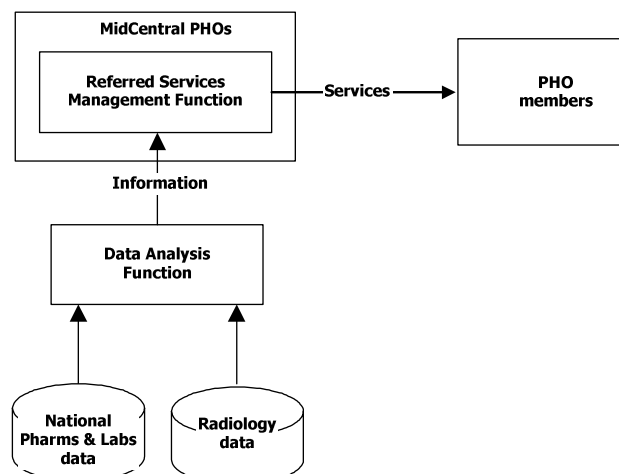 MidCentral PHOs
Referred Services
Management Function
Services
PHO
members
Information
Data Analysis
Function
National
Pharms & Labs
data
Radiology
data